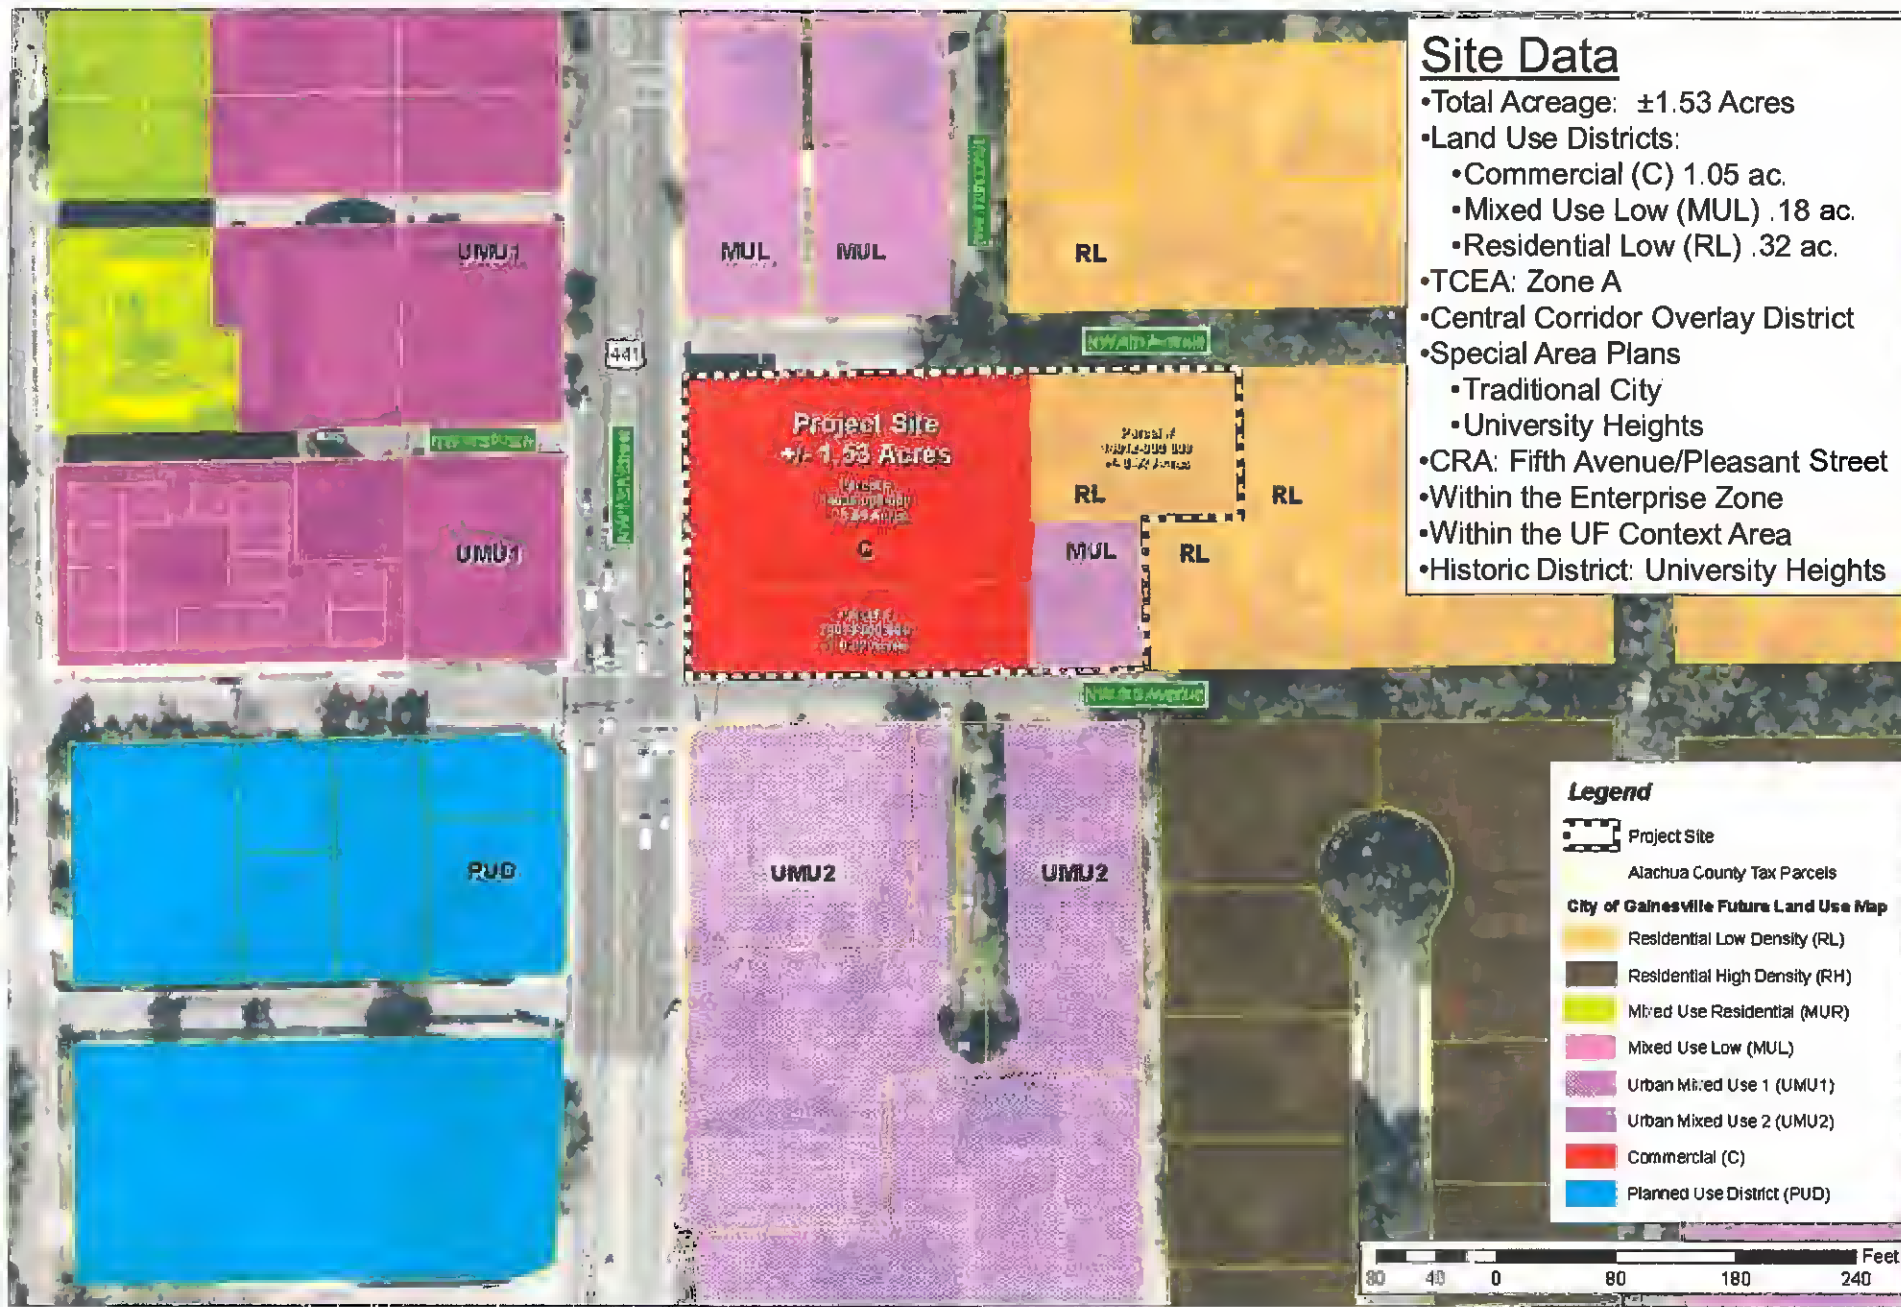 Site Data
•Total Acreage: ±1.53 Acres
•Land Use Districts:
•Commercial (C) 1.05 ac.
•Mixed Use Low (MUL) .18 ac.
•Residential Low (RL) .32 ac.
•TCEA: Zone A
•Central Corridor Overlay District
•Special Area Plans
•Traditional City
•University Heights
•CRA: Fifth Avenue/Pleasant Street
•Within the Enterprise Zone
•Within the UF Context Area
•Historic District: University Heights
UMU1
MUL
MUL
RL
441
Project Site
+/- 1.53 Acres
C
Parcel #
RL
RL
MUL
RL
UMU1
PUD
UMU2
UMU2
Legend
Project Site
Alachua County Tax Parcels
City of Gainesville Future Land Use Map
Residential Low Density (RL)
Residential High Density (RH)
Mixed Use Residential (MUR)
Mixed Use Low (MUL)
Urban Mixed Use 1 (UMU1)
Urban Mixed Use 2 (UMU2)
Commercial (C)
Planned Use District (PUD)
Feet
80 40 0 80 160 240